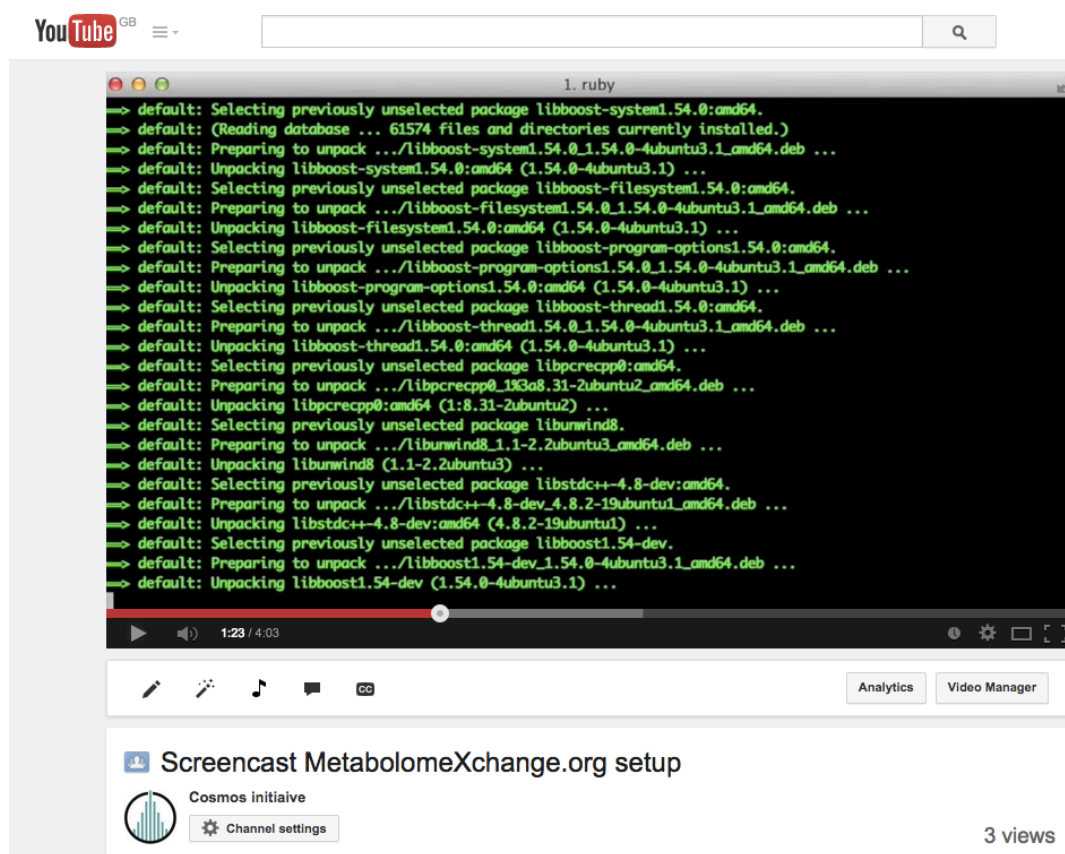 YouTube GB
1. ruby
==> default: Selecting previously unselected package libboost-system1.54.0:amd64.
==> default: (Reading database ... 61574 files and directories currently installed.)
==> default: Preparing to unpack .../libboost-system1.54.0_1.54.0-4ubuntu3.1_amd64.deb ...
==> default: Unpacking libboost-system1.54.0:amd64 (1.54.0-4ubuntu3.1) ...
==> default: Selecting previously unselected package libboost-filesystem1.54.0:amd64.
==> default: Preparing to unpack .../libboost-filesystem1.54.0_1.54.0-4ubuntu3.1_amd64.deb ...
==> default: Unpacking libboost-filesystem1.54.0:amd64 (1.54.0-4ubuntu3.1) ...
==> default: Selecting previously unselected package libboost-program-options1.54.0:amd64.
==> default: Preparing to unpack .../libboost-program-options1.54.0_1.54.0-4ubuntu3.1_amd64.deb ...
==> default: Unpacking libboost-program-options1.54.0:amd64 (1.54.0-4ubuntu3.1) ...
==> default: Selecting previously unselected package libboost-thread1.54.0:amd64.
==> default: Preparing to unpack .../libboost-thread1.54.0_1.54.0-4ubuntu3.1_amd64.deb ...
==> default: Unpacking libboost-thread1.54.0:amd64 (1.54.0-4ubuntu3.1) ...
==> default: Selecting previously unselected package libpcrecpp0:amd64.
==> default: Preparing to unpack .../libpcrecpp0_1%3a8.31-2ubuntu2_amd64.deb ...
==> default: Unpacking libpcrecpp0:amd64 (1:8.31-2ubuntu2) ...
==> default: Selecting previously unselected package libunwind8.
==> default: Preparing to unpack .../libunwind8_1.1-2.2ubuntu3_amd64.deb ...
==> default: Unpacking libunwind8 (1.1-2.2ubuntu3) ...
==> default: Selecting previously unselected package libstdc++-4.8-dev:amd64.
==> default: Preparing to unpack .../libstdc++-4.8-dev_4.8.2-19ubuntu1_amd64.deb ...
==> default: Unpacking libstdc++-4.8-dev:amd64 (4.8.2-19ubuntu1) ...
==> default: Selecting previously unselected package libboost1.54-dev.
==> default: Preparing to unpack .../libboost1.54-dev_1.54.0-4ubuntu3.1_amd64.deb ...
==> default: Unpacking libboost1.54-dev (1.54.0-4ubuntu3.1) ...
1:23 / 4:03
CC
Analytics
Video Manager
Screencast MetabolomeXchange.org setup
Cosmos initiaive
Channel settings
3 views